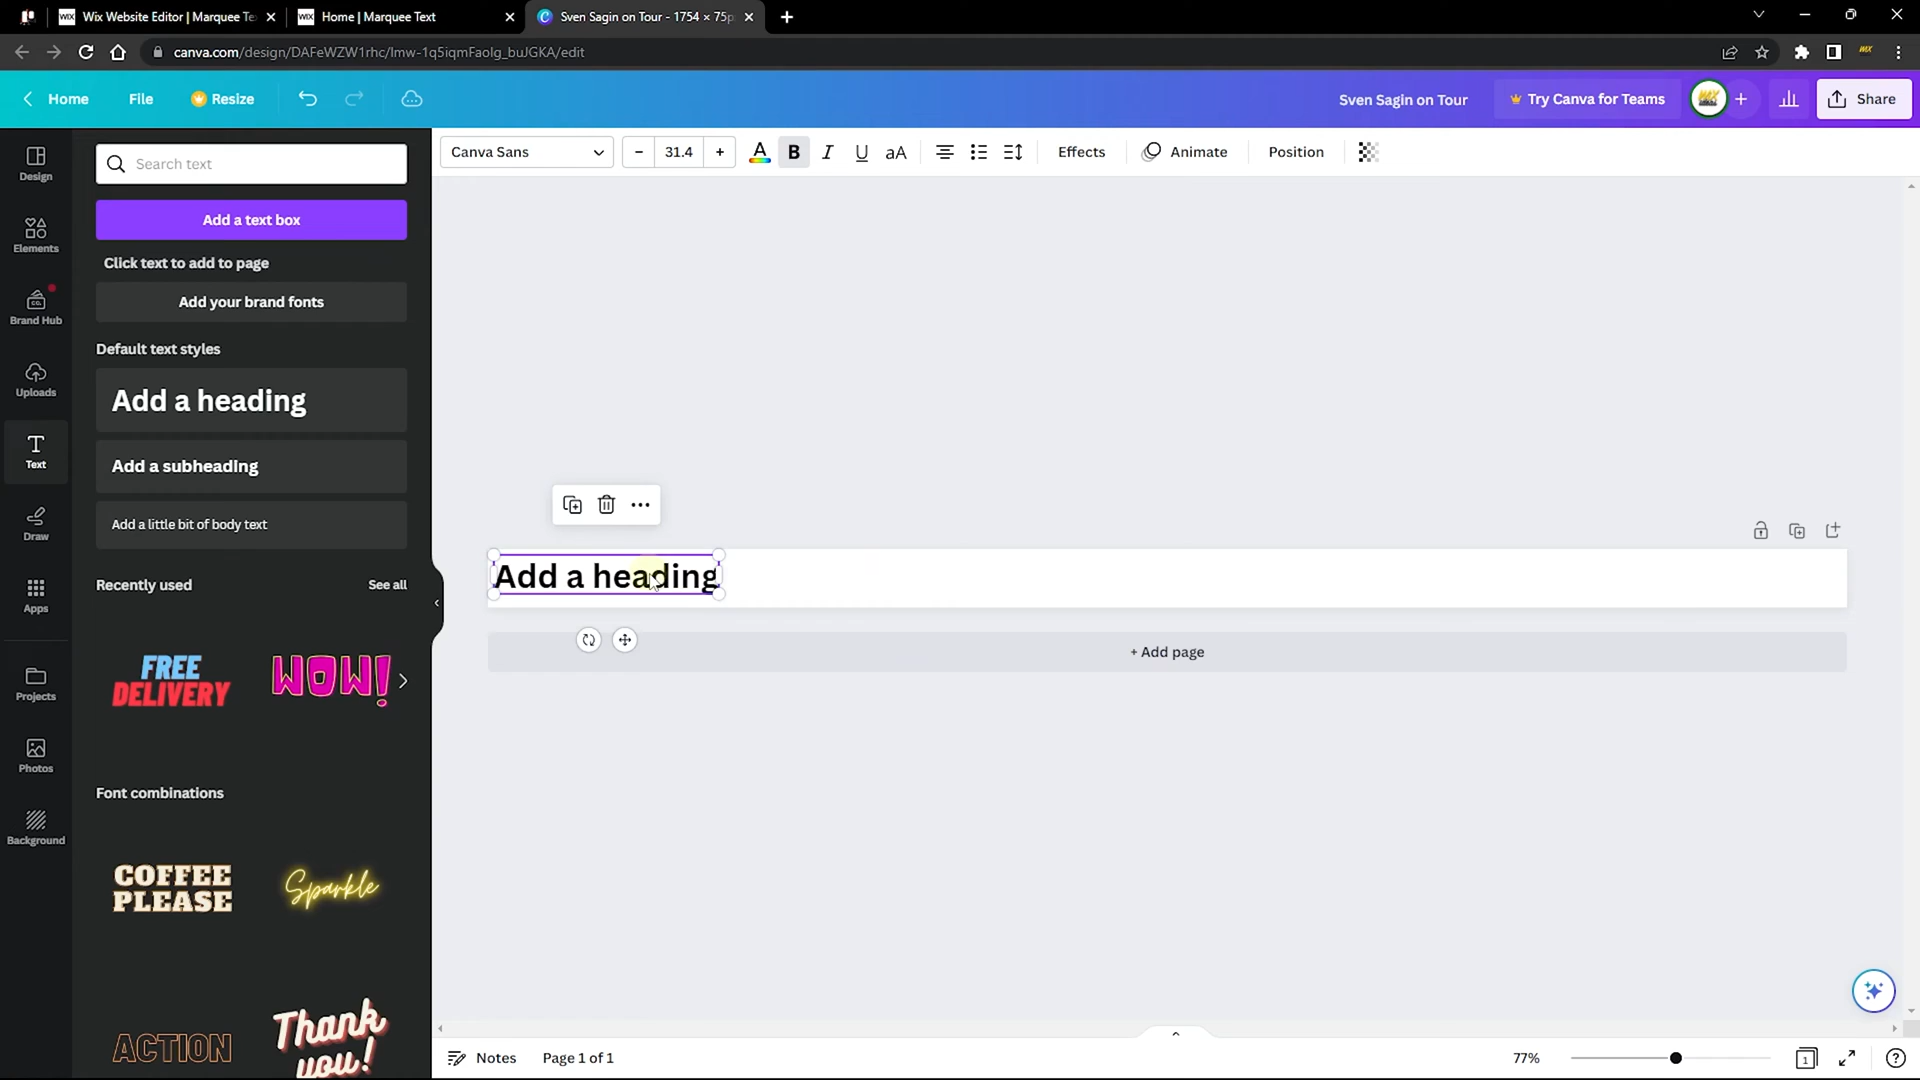 Wix Website Editor | Marquee Te
Home | Marquee Text
Sven Sagin on Tour - 1754 × 75p
canva.com/design/DAFeWZW1rhc/Imw-1q5iqmFaolg_buJGKA/edit
Home
File
Resize
Sven Sagin on Tour
Try Canva for Teams
Share
Canva Sans
31.4
Effects
Animate
Position
Design
Elements
Brand Hub
Uploads
Text
Draw
Apps
Projects
Photos
Background
Search text
Add a text box
Click text to add to page
Add your brand fonts
Default text styles
Add a heading
Add a subheading
Add a little bit of body text
Recently used
See all
FREE
DELIVERY
WOW!
Font combinations
COFFEE
PLEASE
Sparkle
ACTION
Thank
you!
Add a heading
+ Add page
Notes
Page 1 of 1
77%
1